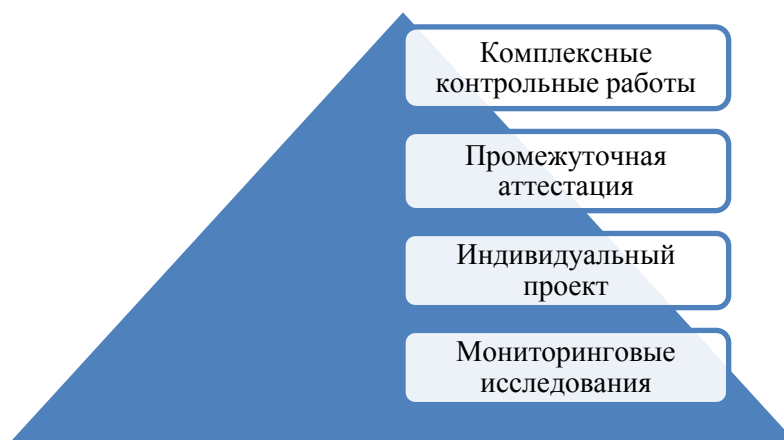 Комплексные
контрольные работы
Промежуточная
аттестация
Индивидуальный
проект
Мониторинговые
исследования